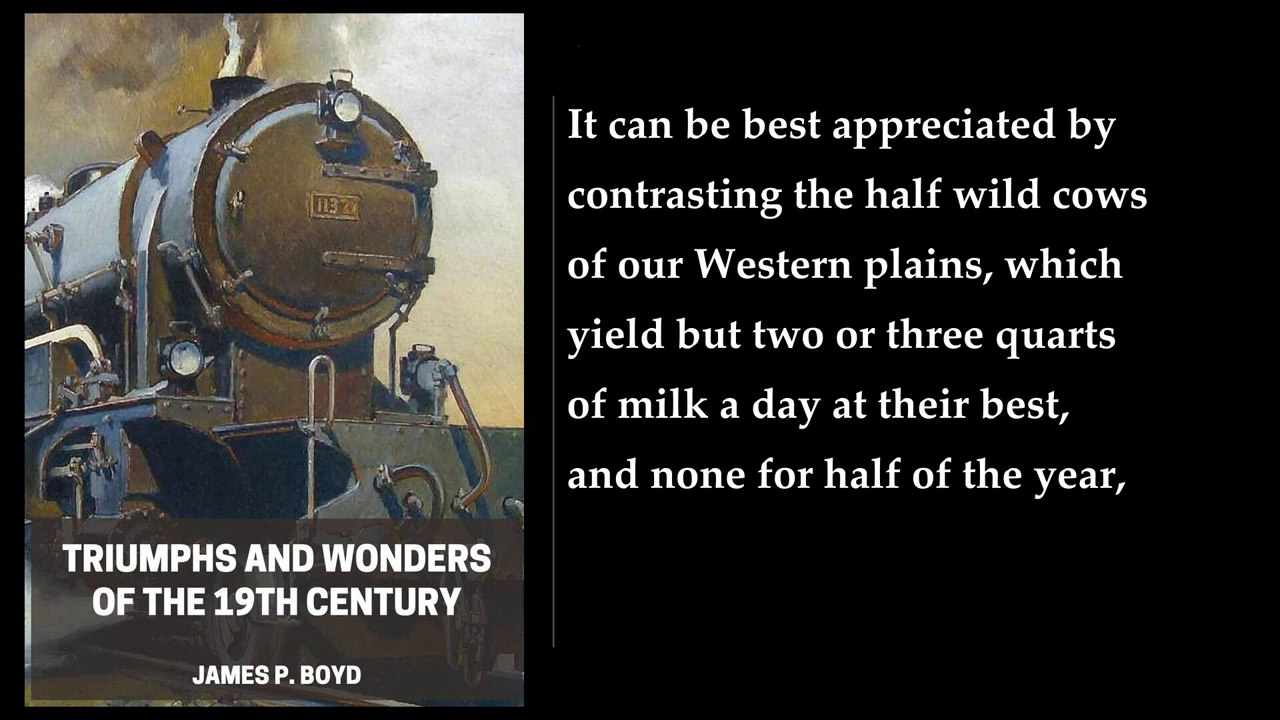 It can be best appreciated by
contrasting the half wild cows
of our Western plains, which
yield but two or three quarts
of milk a day at their best,
and none for half of the year,
TRIUMPHS AND WONDERS
OF THE 19TH CENTURY
JAMES P. BOYD